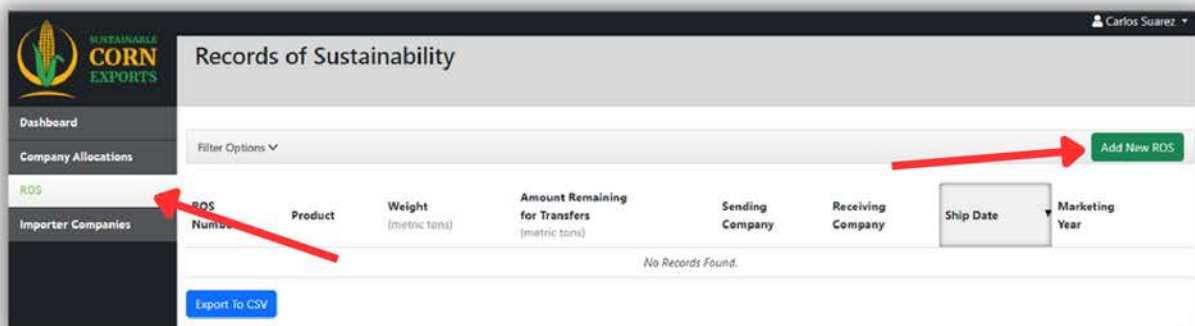 Carlos Suarez
SUSTAINABLE
CORN
EXPORTS
Records of Sustainability
Dashboard
Company Allocations
ROS
Importer Companies
Filter Options
Add New ROS
ROS
Product
Weight
(metric tons)
Amount Remaining
for Transfers
(metric tons)
Sending
Company
Receiving
Company
Ship Date
Marketing
Year
No Records Found.
Export To CSV